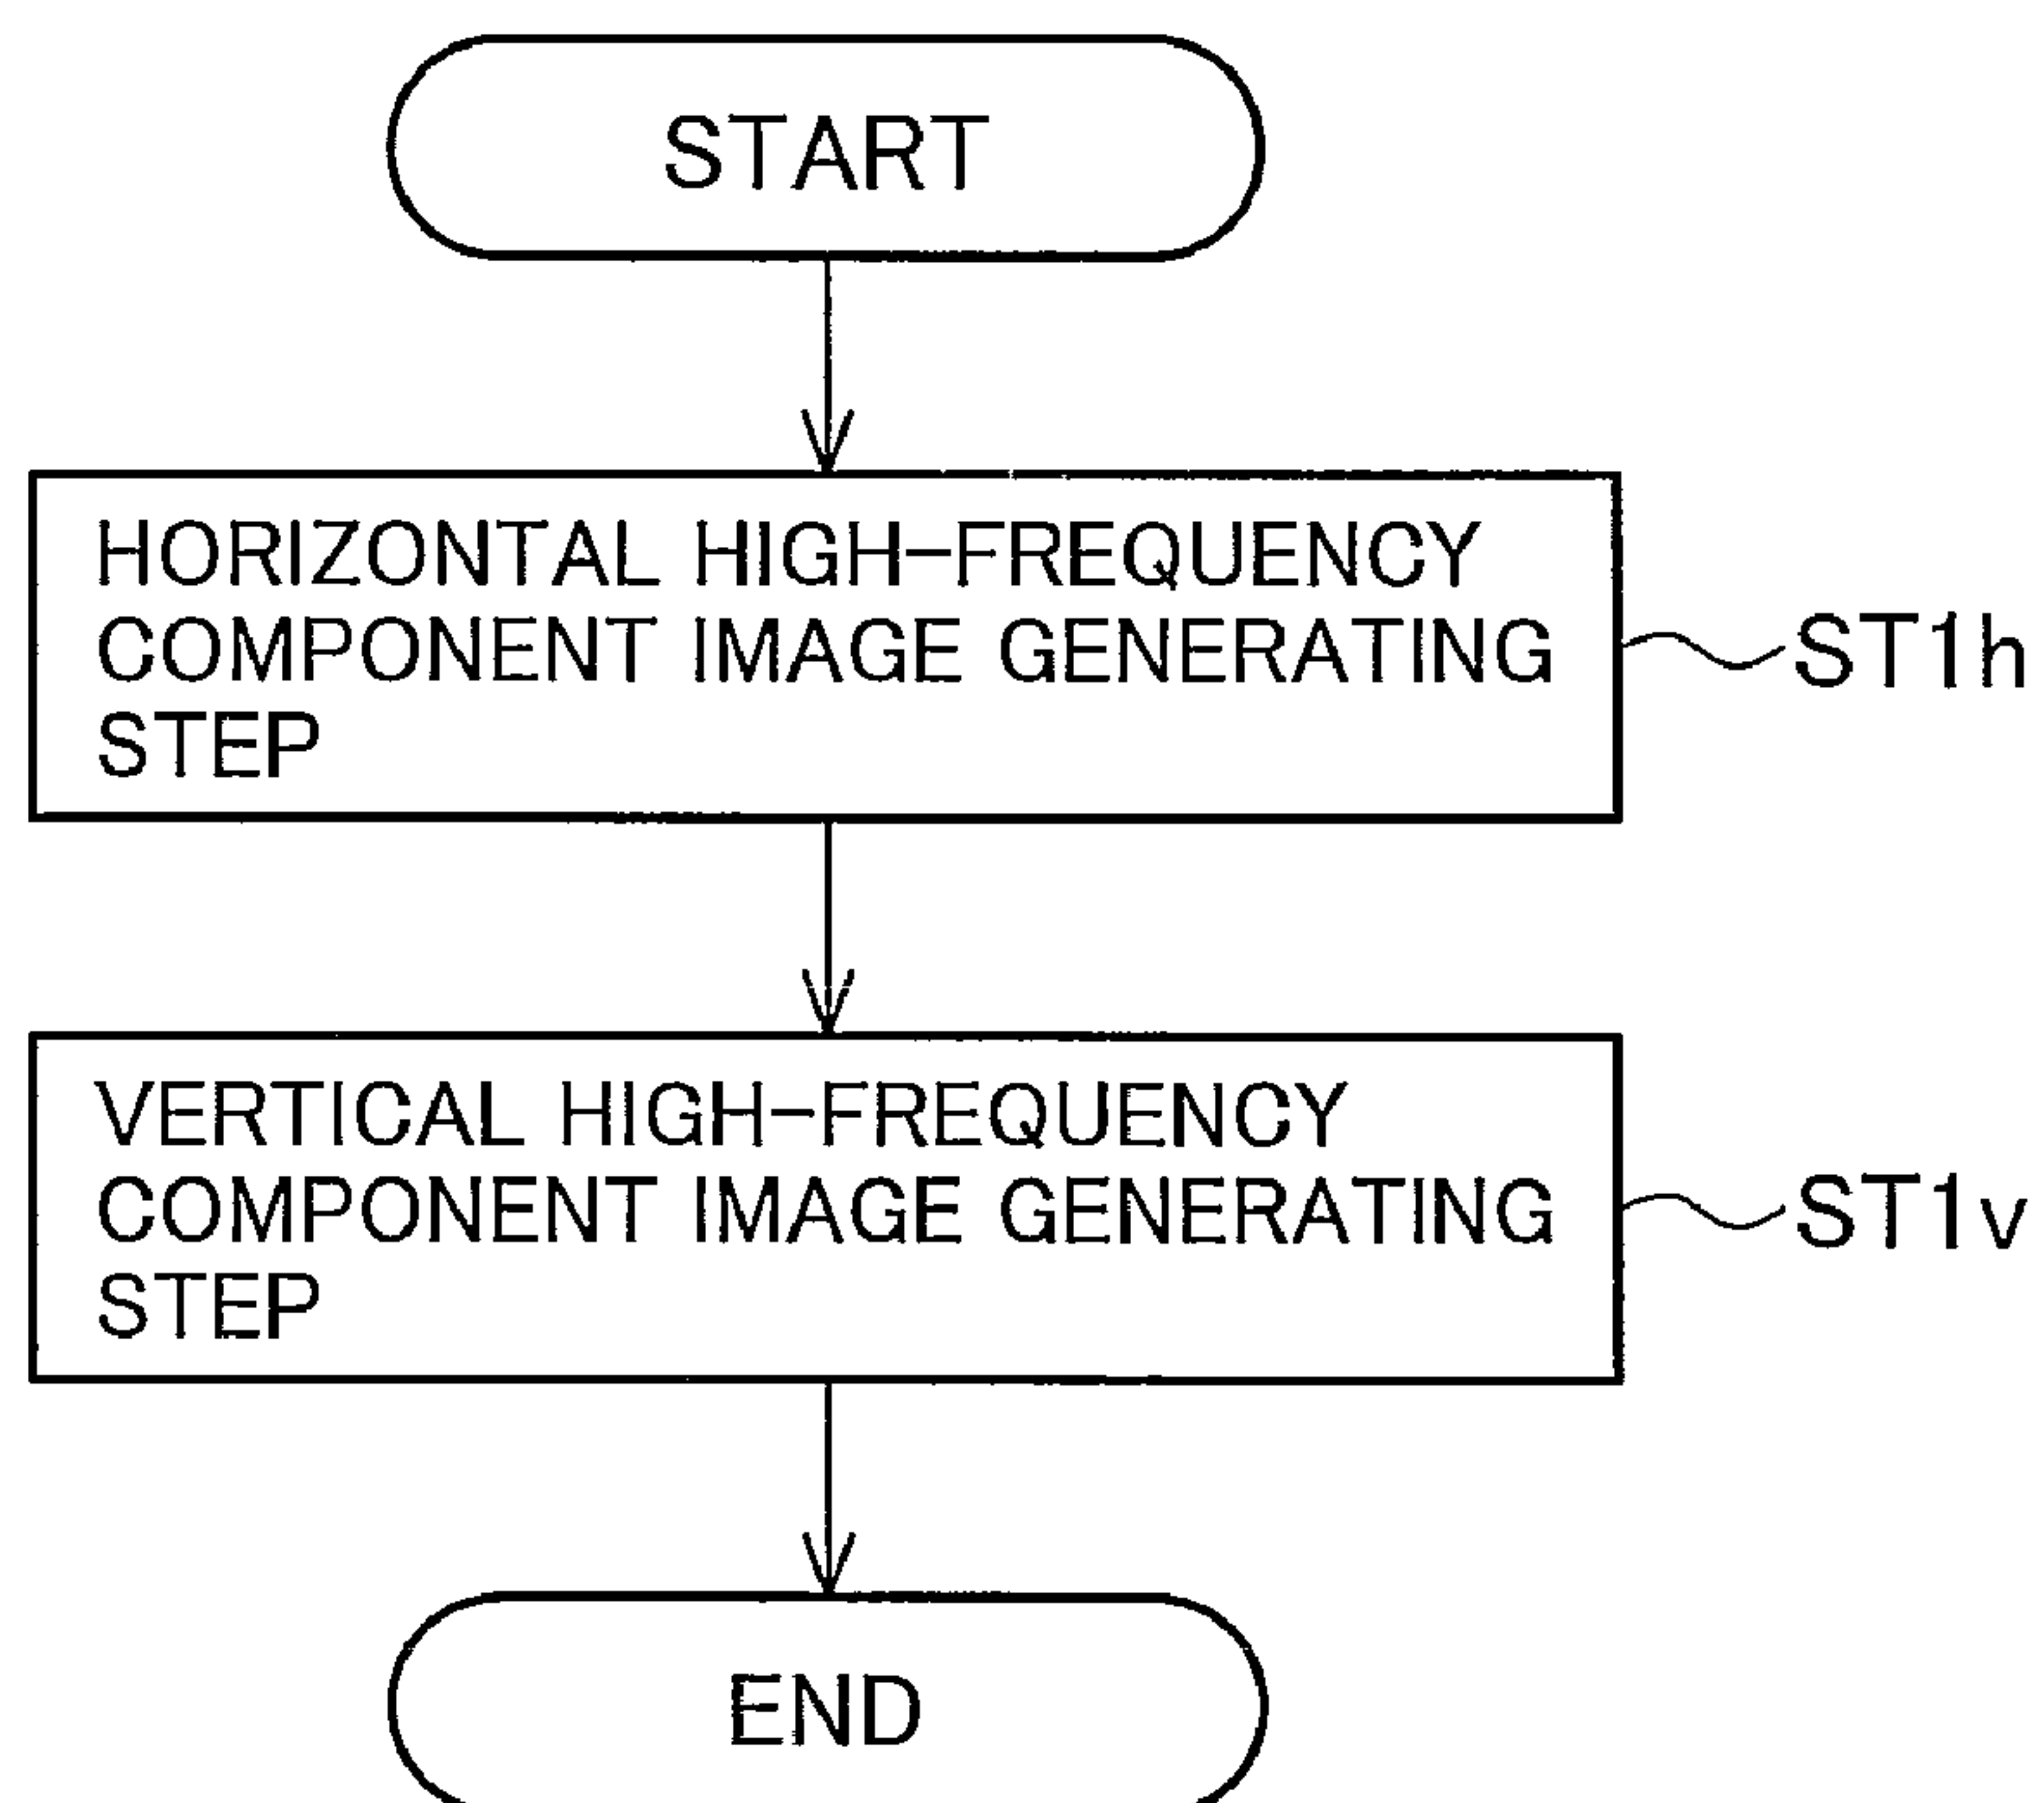 START
HORIZONTAL HIGH-FREQUENCY
COMPONENT IMAGE GENERATING
STEP
ST1h
VERTICAL HIGH-FREQUENCY
COMPONENT IMAGE GENERATING
STEP
ST1v
END